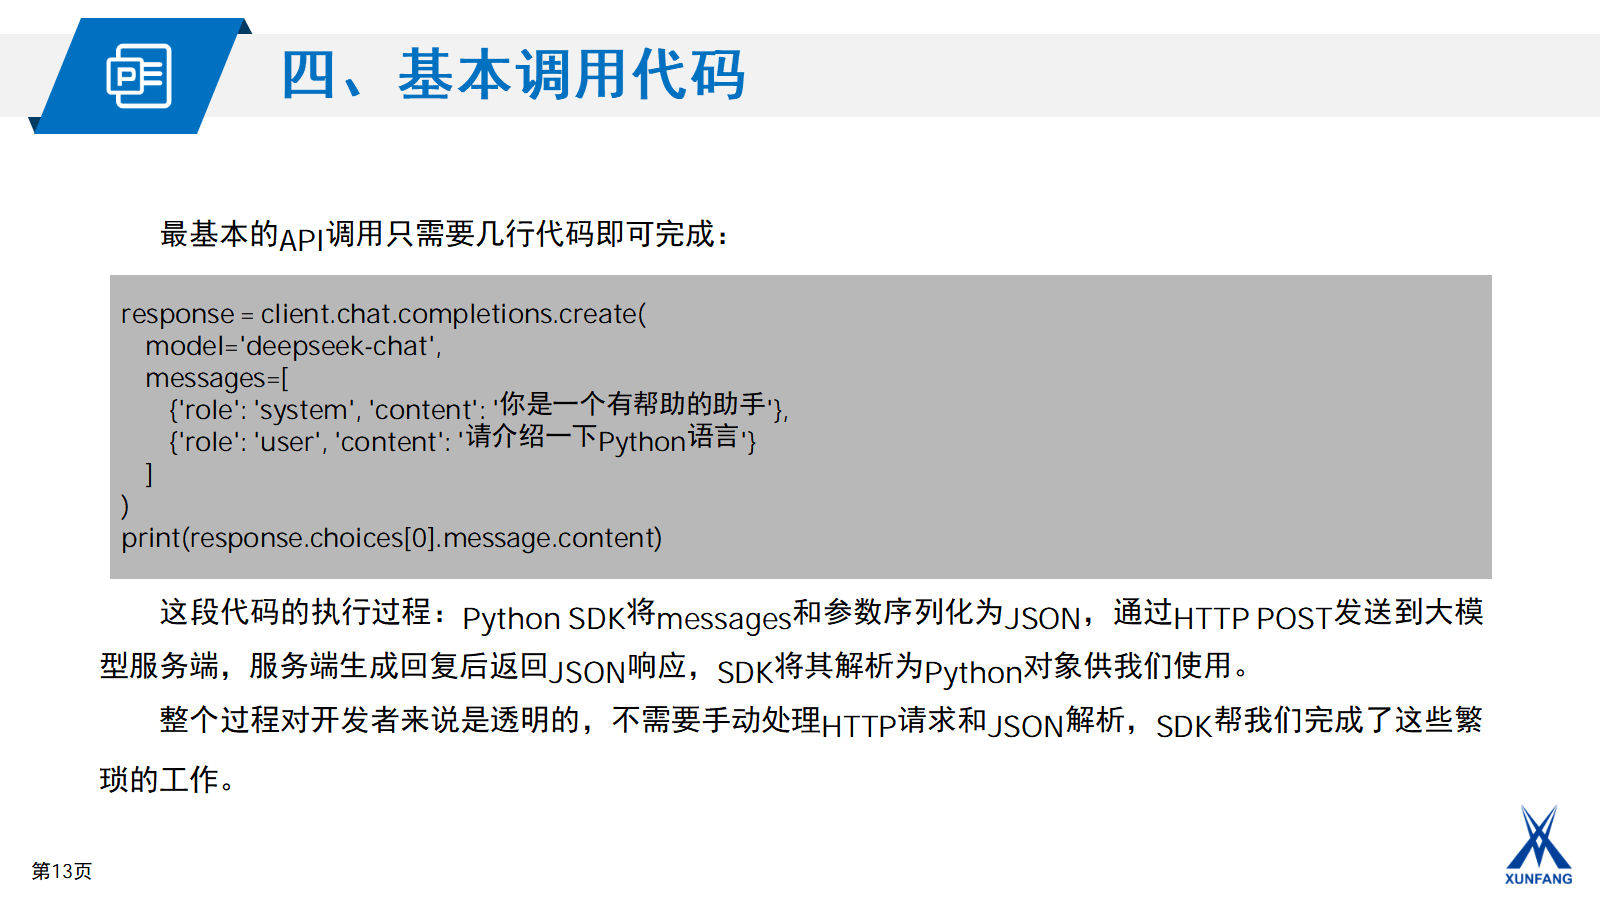 四、基本调用代码
最基本的API调用只需要几行代码即可完成：
response = client.chat.completions.create(
    model='deepseek-chat',
    messages=[
        {'role': 'system', 'content': '你是一个有帮助的助手'},
        {'role': 'user', 'content': '请介绍一下Python语言'}
    ]
)
print(response.choices[0].message.content)
这段代码的执行过程：Python SDK将messages和参数序列化为JSON，通过HTTP POST发送到大模
型服务端，服务端生成回复后返回JSON响应，SDK将其解析为Python对象供我们使用。
整个过程对开发者来说是透明的，不需要手动处理HTTP请求和JSON解析，SDK帮我们完成了这些繁
琐的工作。
第13页
XUNFANG